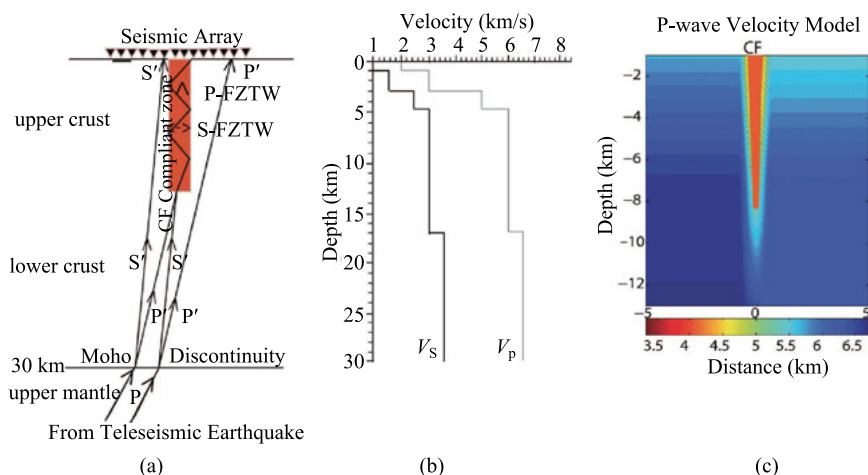 Seismic Array
S′
P′
P-FZTW
S-FZTW
CF Compliant zone
upper crust
lower crust
S′
S′
P′
P′
30 km
Moho
Discontinuity
upper mantle
P
From Teleseismic Earthquake
(a)
Velocity (km/s)
1 2 3 4 5 6 7 8
0
5
10
15
20
25
30
Depth (km)
V_S
V_p
(b)
P-wave Velocity Model
CF
−2
−4
−6
−8
−10
−12
Depth (km)
−5 0 5
3.5 4 4.5 5 5.5 6 6.5
Distance (km)
(c)